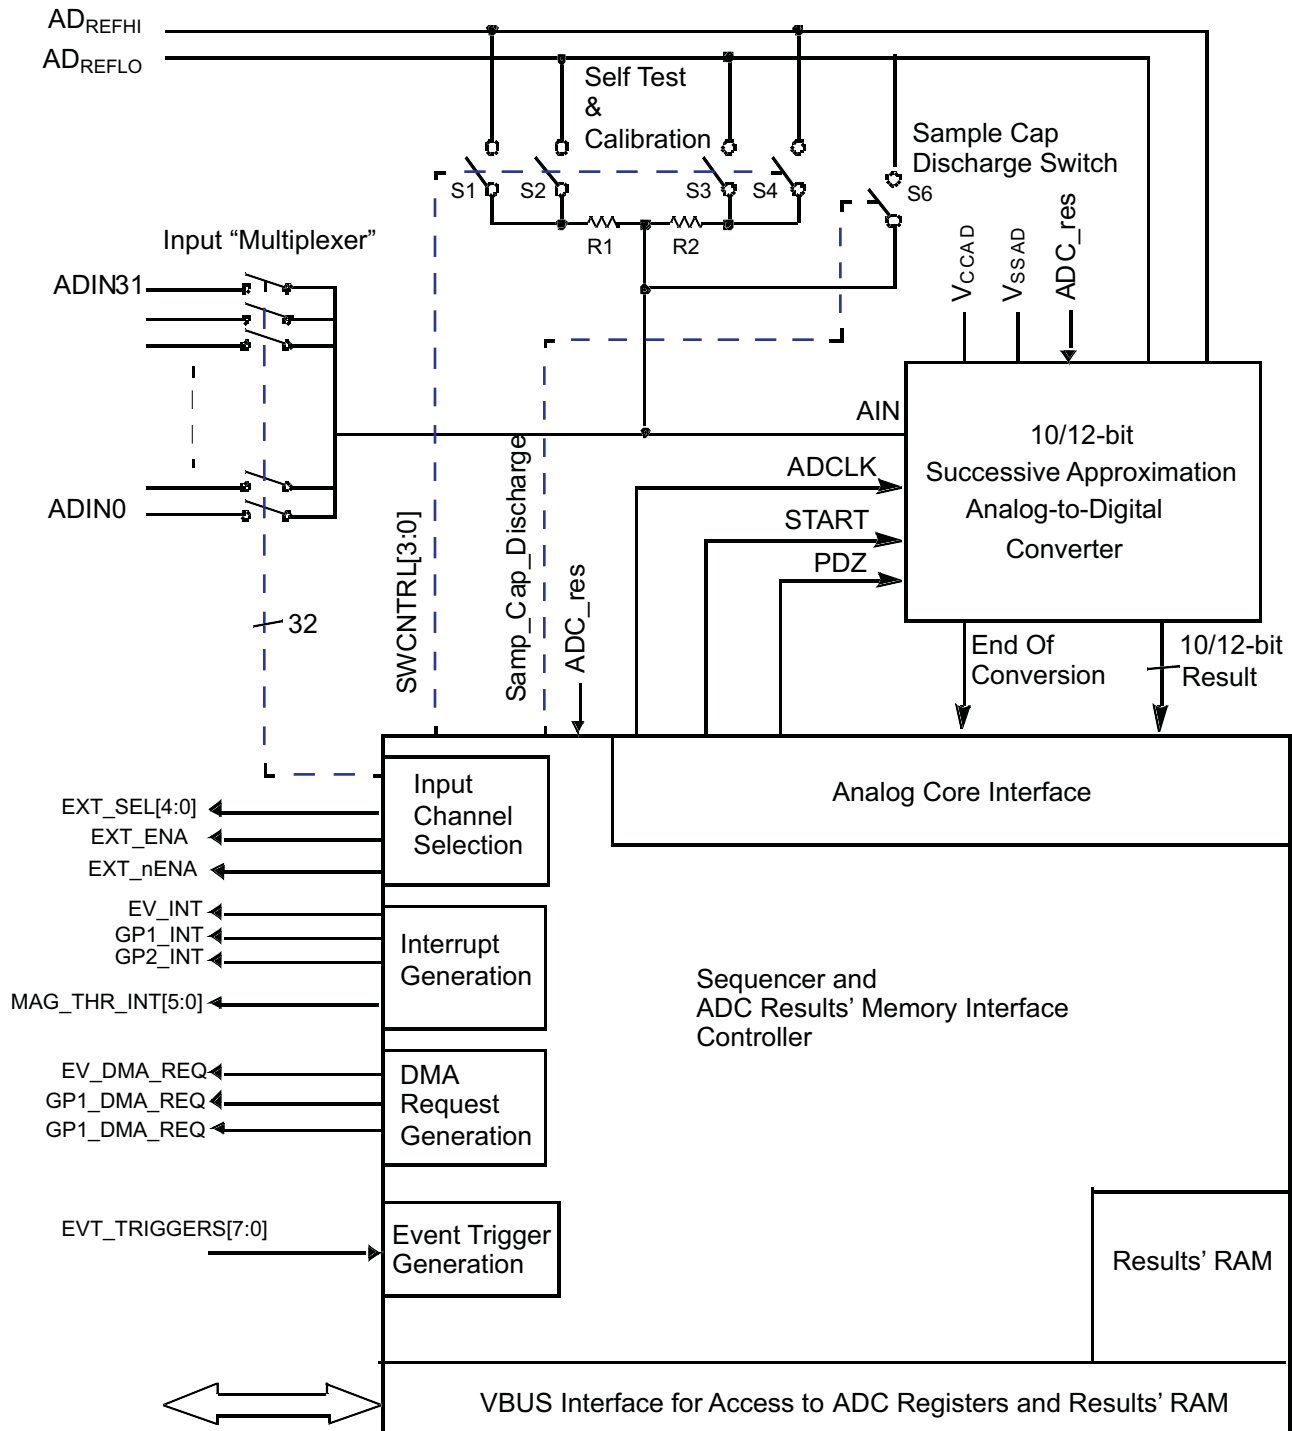 ADREFHI
ADREFLO
Self Test
&
Calibration
Sample Cap
Discharge Switch
S1
S2
S3
S4
S6
R1
R2
Input “Multiplexer”
VCCAD
VSSAD
ADC_res
ADIN31
ADIN0
AIN
ADCLK
START
PDZ
10/12-bit
Successive Approximation
Analog-to-Digital
Converter
32
SWCNTRL[3:0]
Samp_Cap_Discharge
ADC_res
End Of
Conversion
10/12-bit
Result
Input
Channel
Selection
Analog Core Interface
EXT_SEL[4:0]
EXT_ENA
EXT_nENA
EV_INT
GP1_INT
GP2_INT
MAG_THR_INT[5:0]
Interrupt
Generation
Sequencer and
ADC Results’ Memory Interface
Controller
EV_DMA_REQ
GP1_DMA_REQ
GP1_DMA_REQ
DMA
Request
Generation
EVT_TRIGGERS[7:0]
Event Trigger
Generation
Results’ RAM
VBUS Interface for Access to ADC Registers and Results’ RAM